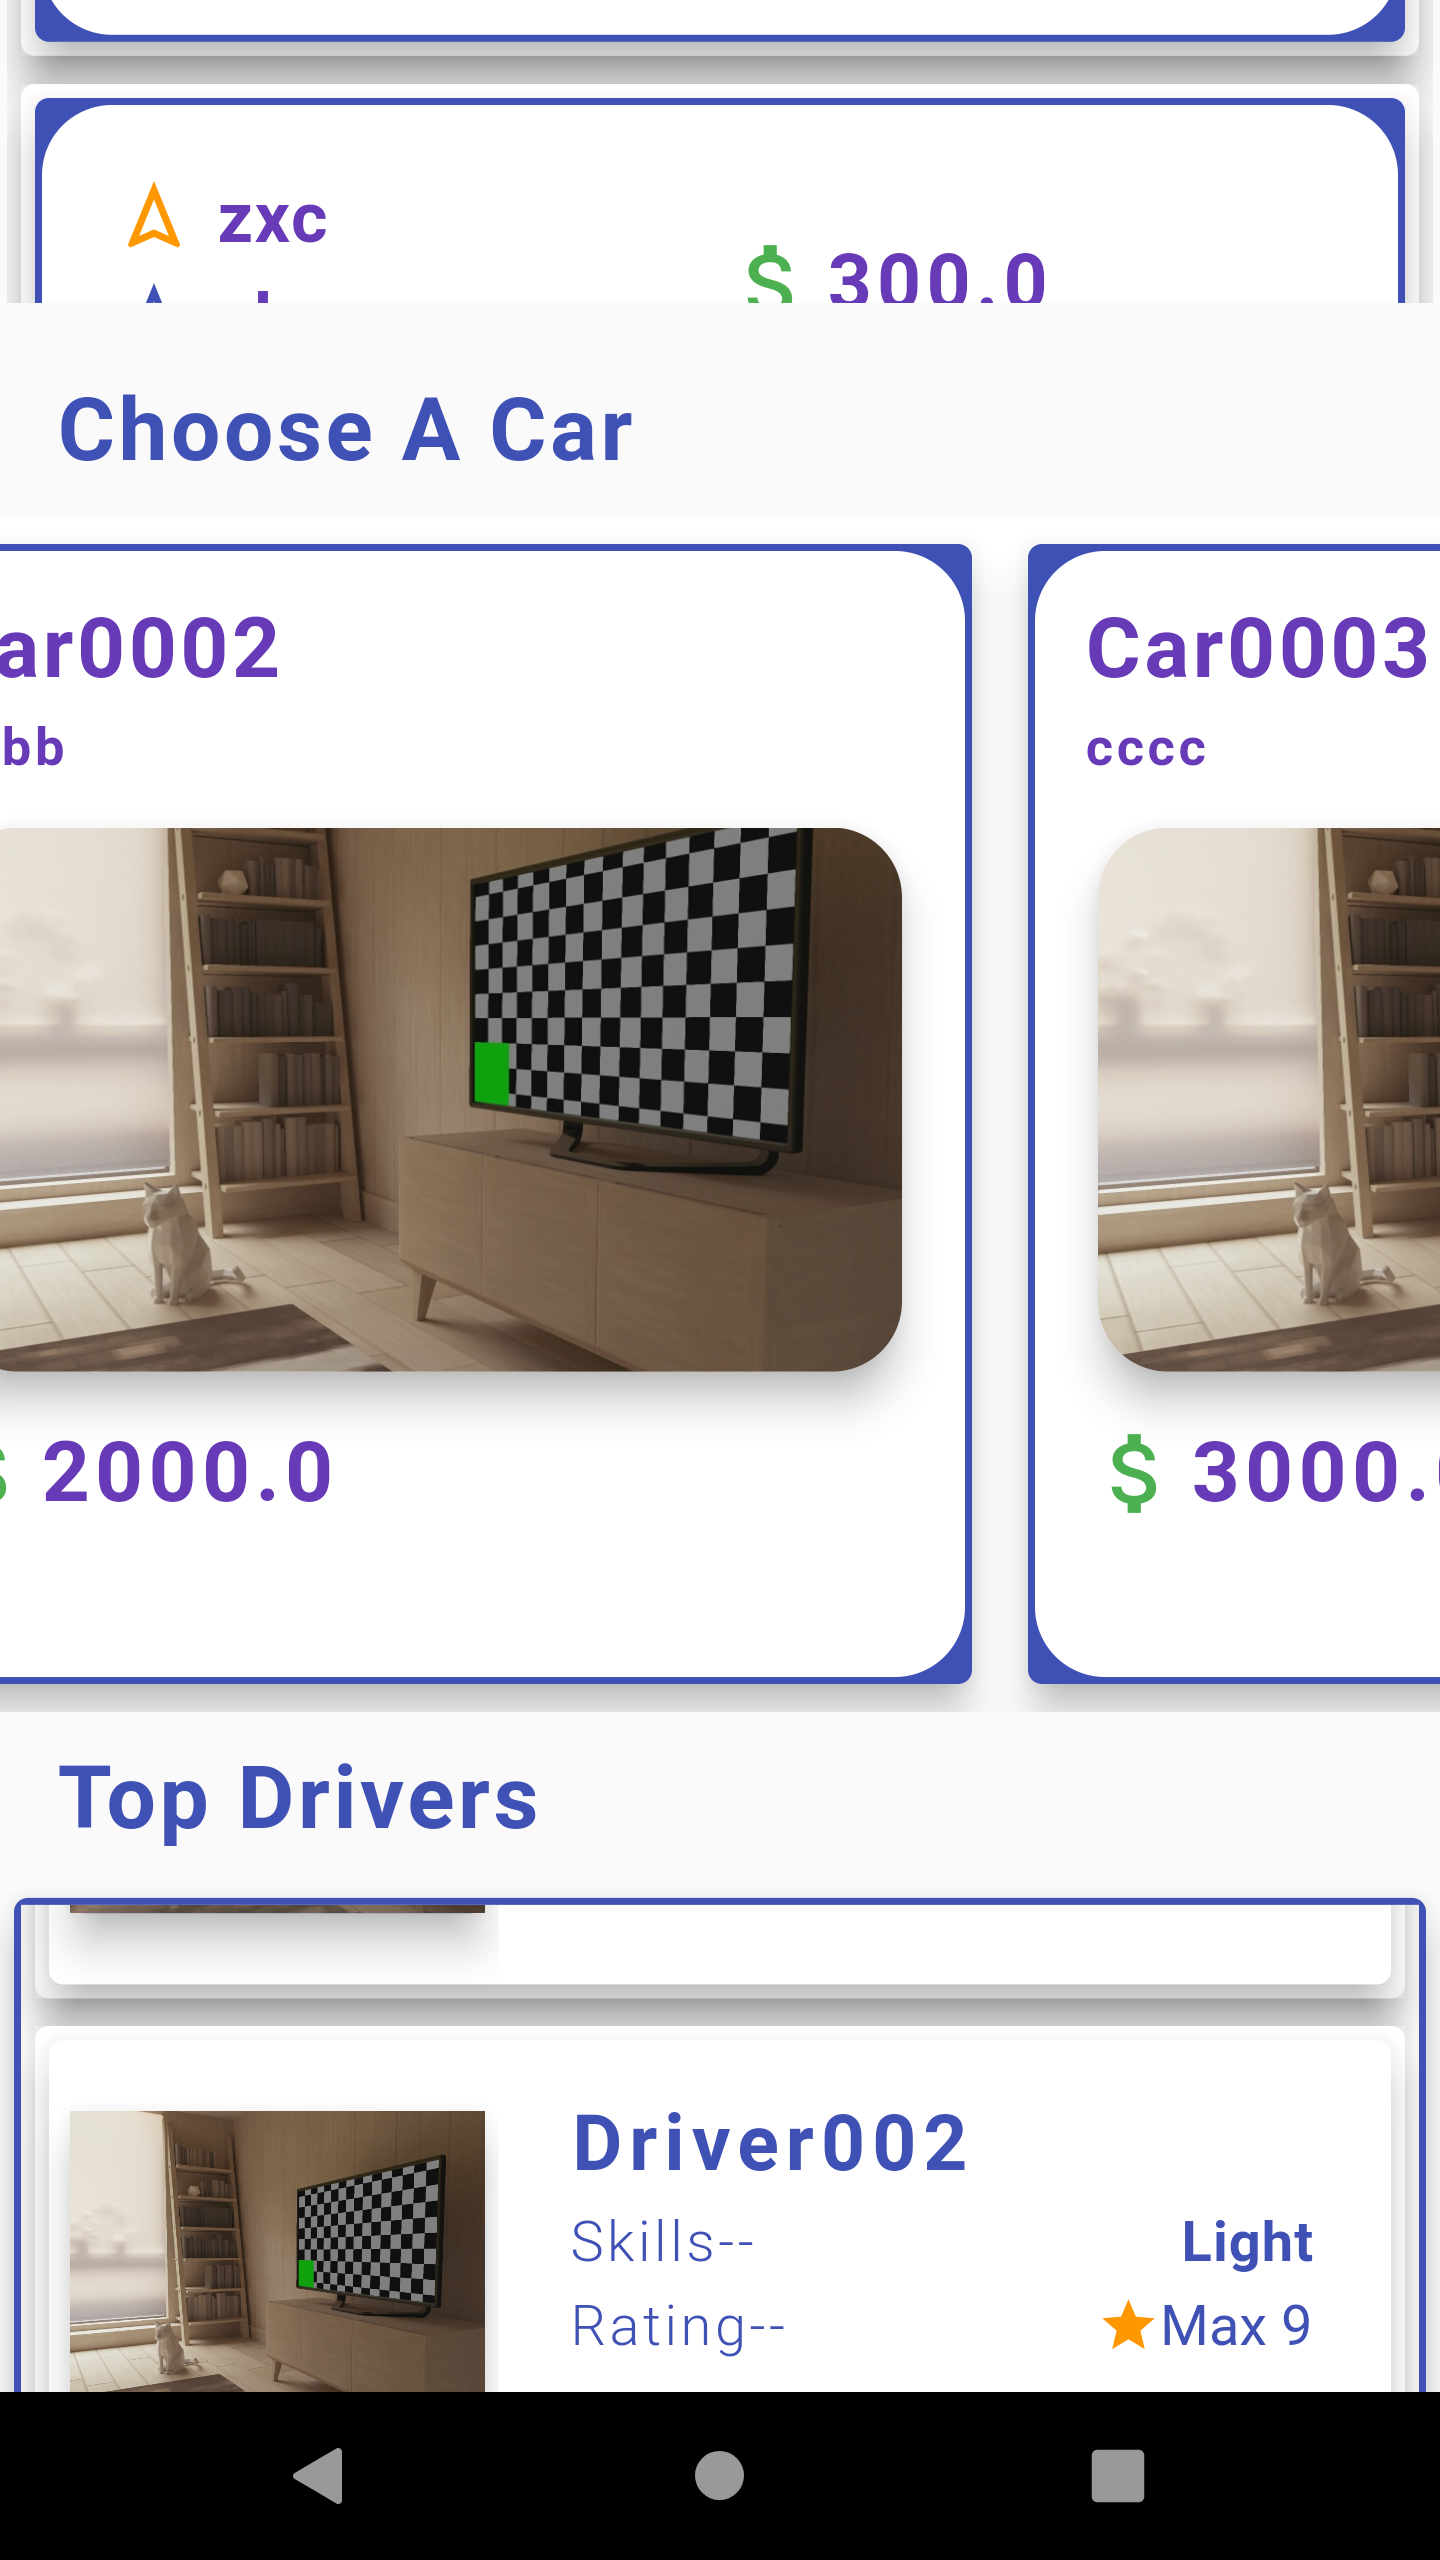 zxc
$ 300.0
Choose A Car
ar0002
bb
2000.0
Car0003
cccc
$ 3000.
Top Drivers
Driver002
Skills-- Light
Rating-- Max 9